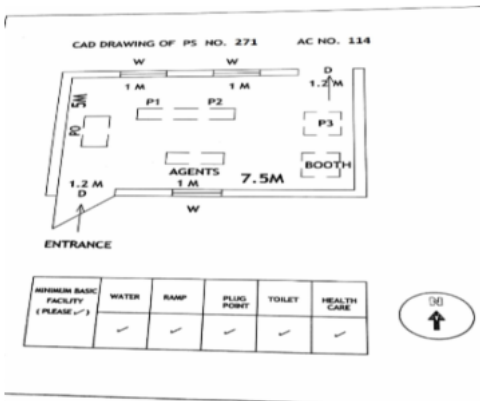 CAD DRAWING OF PS NO. 271 AC NO. 114
W W D
1 M 1 M 1.2 M
5M
P1 P2
P3
PO
AGENTS
BOOTH
1.2 M 1 M 7.5M
D
W
ENTRANCE
MINIMUM BASIC FACILITY (PLEASE ✓) WATER RAMP PLUG POINT TOILET HEALTH CARE
✓ ✓ ✓ ✓ ✓
N